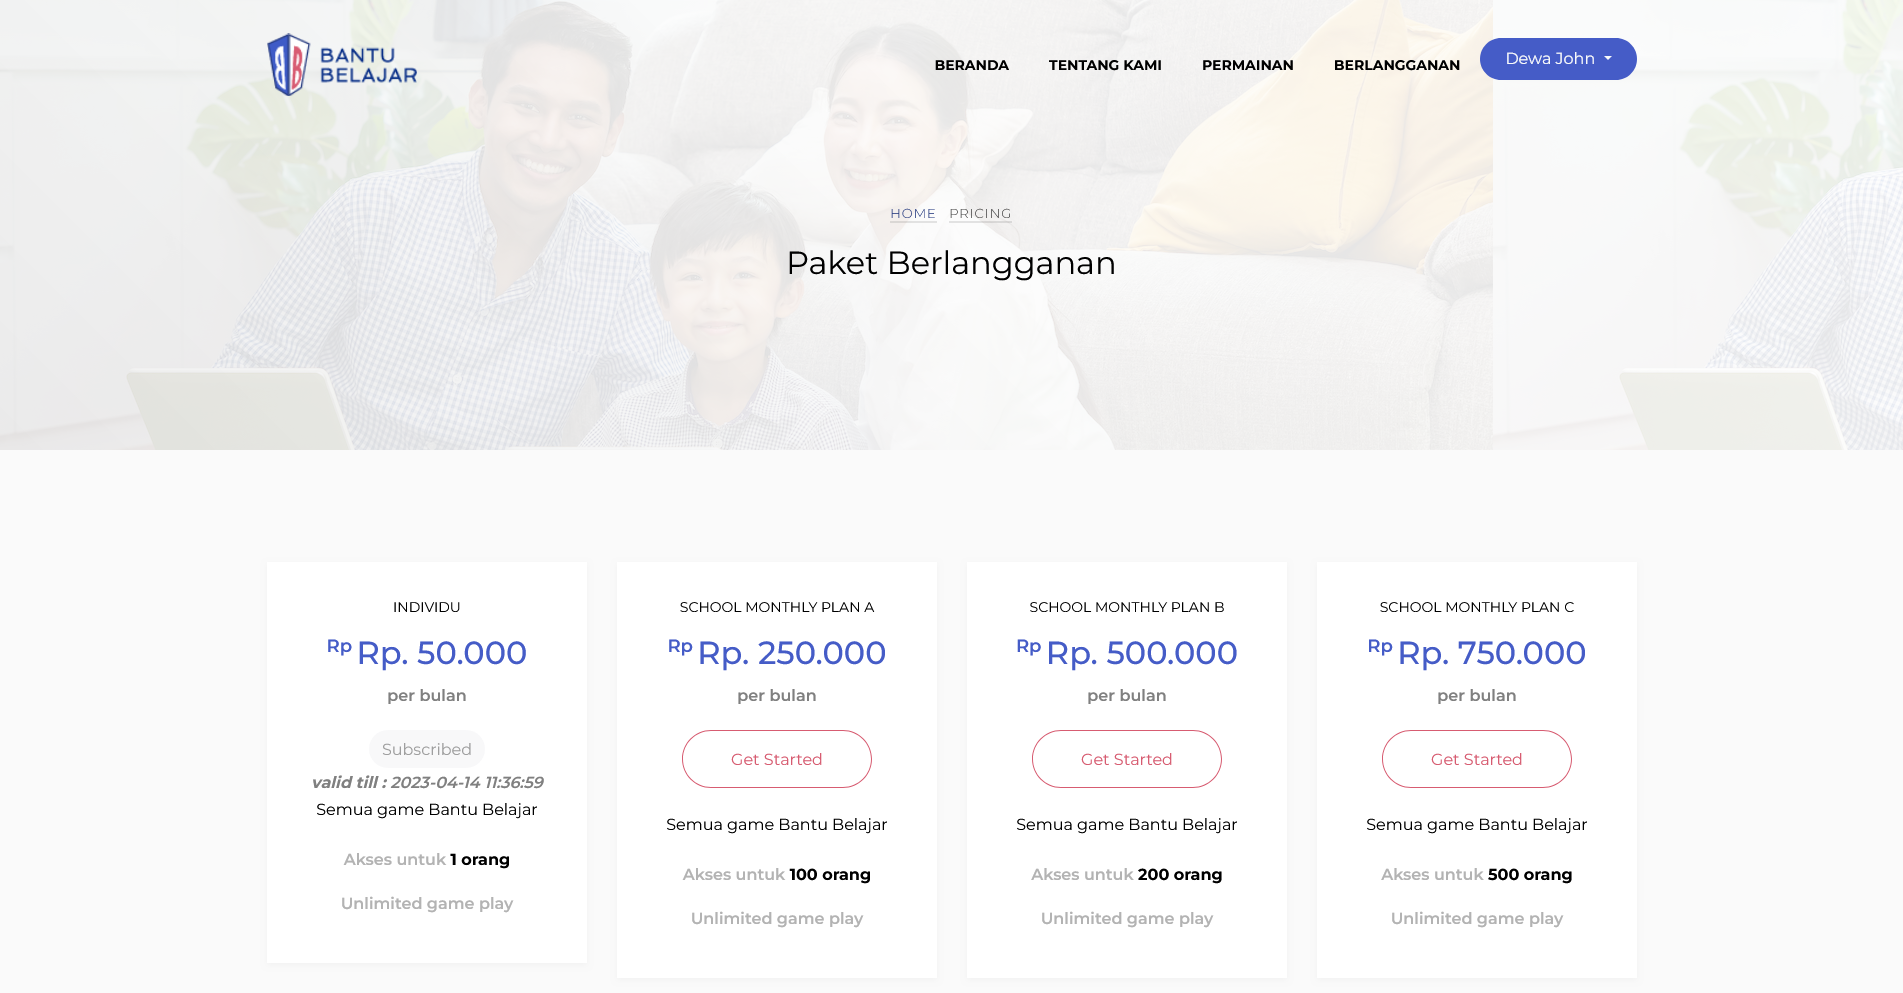 BANTU
BELAJAR
BERANDA TENTANG KAMI PERMAINAN BERLANGGANAN Dewa John
HOME PRICING
Paket Berlangganan
INDIVIDU
Rp Rp. 50.000
per bulan
Subscribed
valid till : 2023-04-14 11:36:59
Semua game Bantu Belajar
Akses untuk 1 orang
Unlimited game play
SCHOOL MONTHLY PLAN A
Rp Rp. 250.000
per bulan
Get Started
Semua game Bantu Belajar
Akses untuk 100 orang
Unlimited game play
SCHOOL MONTHLY PLAN B
Rp Rp. 500.000
per bulan
Get Started
Semua game Bantu Belajar
Akses untuk 200 orang
Unlimited game play
SCHOOL MONTHLY PLAN C
Rp Rp. 750.000
per bulan
Get Started
Semua game Bantu Belajar
Akses untuk 500 orang
Unlimited game play